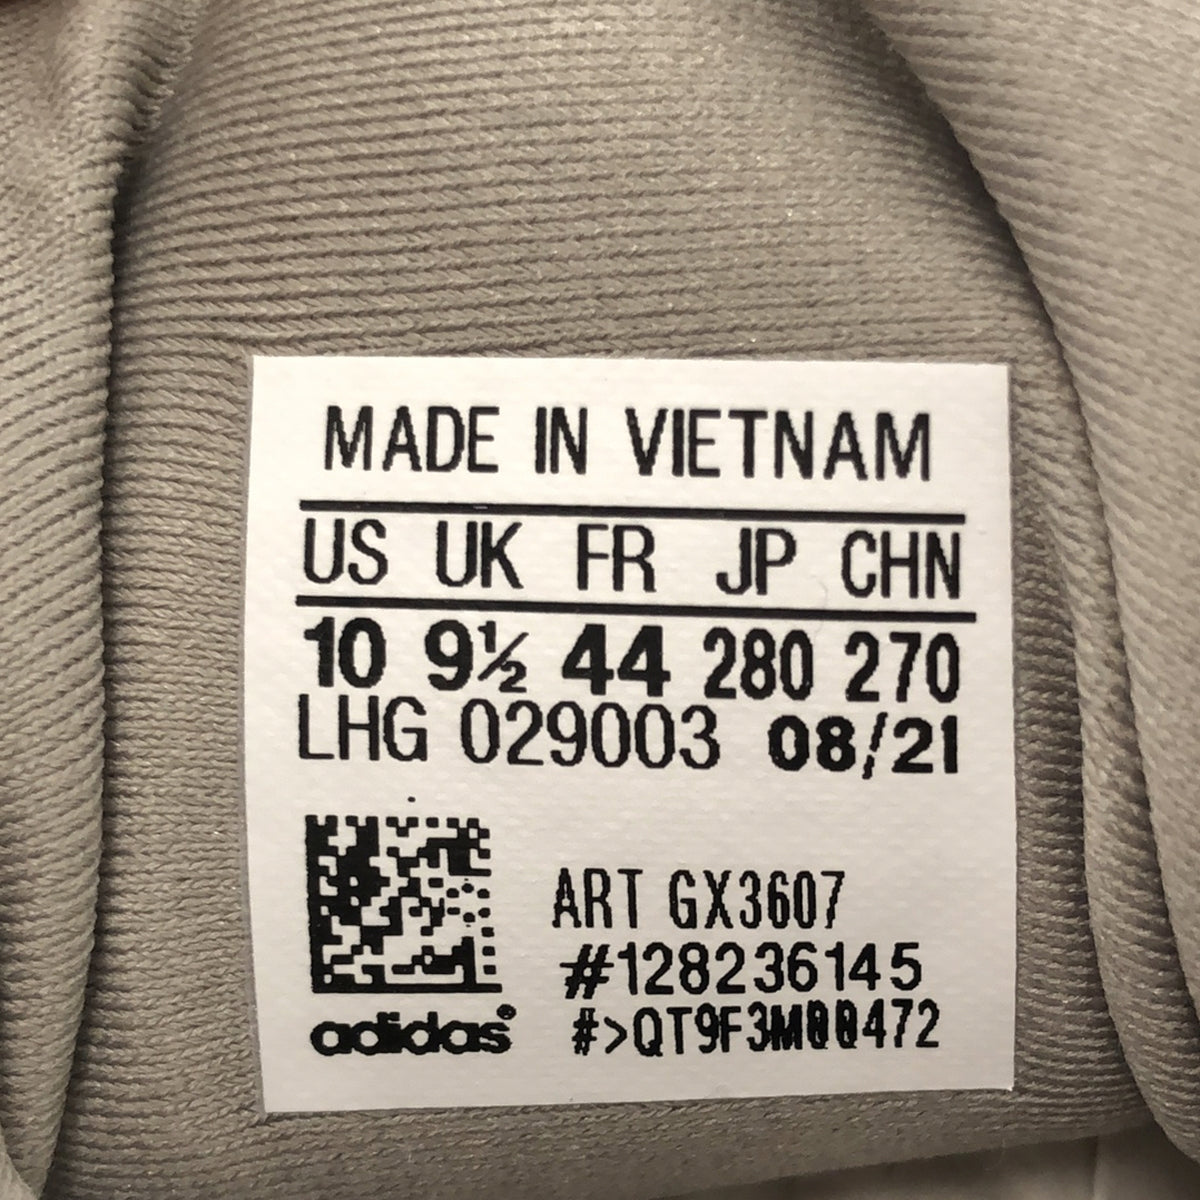 MADE IN VIETNAM
US UK FR JP CHN
10 9½ 44 280 270
LHG 029003 08/21
ART GX3607
#128236145
#>QT9F3M00472
adidas®